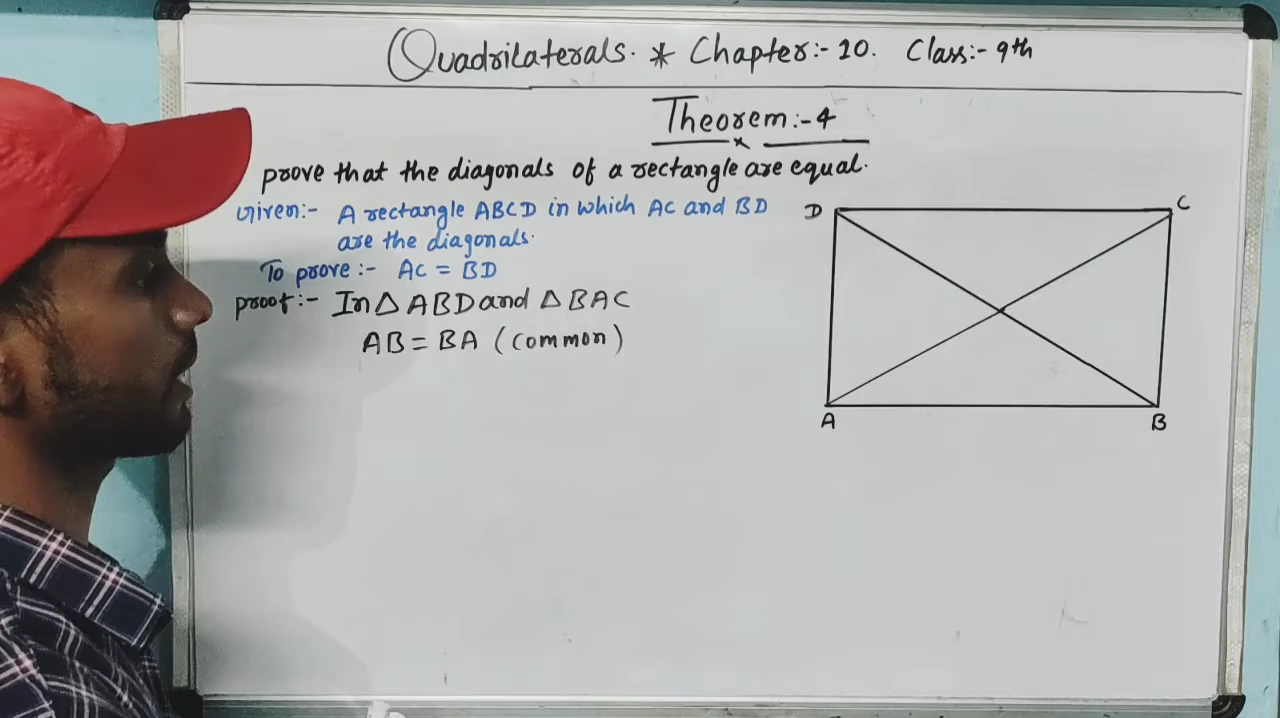 Quadrilaterals. * Chapter:- 10. Class:- 9th
Theorem:-4
prove that the diagonals of a rectangle are equal.
Given:- A rectangle ABCD in which AC and BD
are the diagonals.
To prove:- AC = BD
proof:- In △ ABD and △ BAC
AB = BA (common)
D C
A B